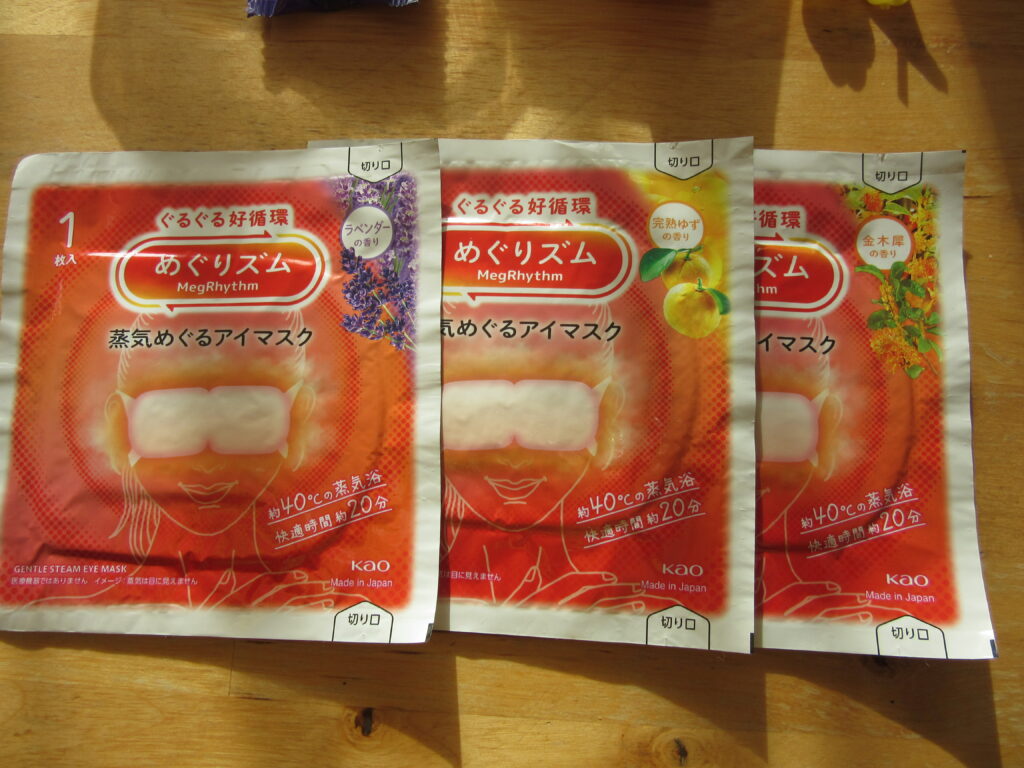 切り口
1
枚入
ぐるぐる好循環
めぐりズム
MegRhythm
ラベンダー
の香り
蒸気めぐるアイマスク
約40℃の蒸気浴
快適時間 約20分
GENTLE STEAM EYE MASK
医療機器ではありません イメージ:蒸気は目に見えません
Kao
Made in Japan
切り口
切り口
ぐるぐる好循環
めぐりズム
MegRhythm
完熟ゆず
の香り
気めぐるアイマスク
約40℃の蒸気浴
快適時間 約20分
は目に見えません
Kao
Made in Japan
切り口
切り口
好循環
ズム
hm
金木犀
の香り
イマスク
約40℃の蒸気浴
快適時間 約20分
Kao
Made in Japan
切り口